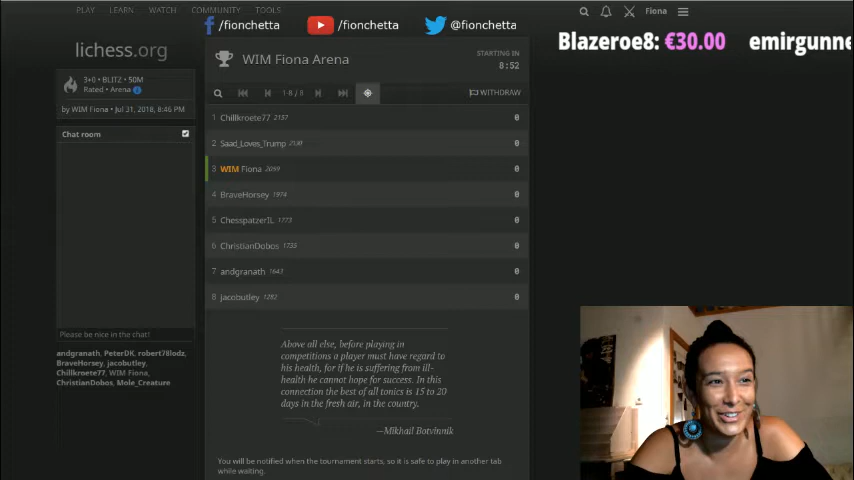 PLAY LEARN WATCH COMMUNITY TOOLS
/fionchetta /fionchetta @fionchetta
Fiona
Blazeroe8: €30.00 emirgunne
lichess.org
WIM Fiona Arena
STARTING IN
8:52
3+0 • BLITZ • 50M
Rated • Arena
by WIM Fiona • Jul 31, 2018, 8:46 PM
1-8 / 8
WITHDRAW
Chat room
1 Chillkroete77 2157 0
2 Saad_Loves_Trump 2130 0
3 WIM Fiona 2059 0
4 BraveHorsey 1974 0
5 ChesspatzerIL 1773 0
6 ChristianDobos 1735 0
7 andgranath 1643 0
8 jacobutley 1282 0
Please be nice in the chat!
andgranath, PeterDK, robert78lodz,
BraveHorsey, jacobutley,
Chillkroete77, WIM Fiona,
ChristianDobos, Mole_Creature
Above all else, before playing in
competitions a player must have regard to
his health, for if he is suffering from ill-
health he cannot hope for success. In this
connection the best of all tonics is 15 to 20
days in the fresh air, in the country.
—Mikhail Botvinnik
You will be notified when the tournament starts, so it is safe to play in another tab
while waiting.